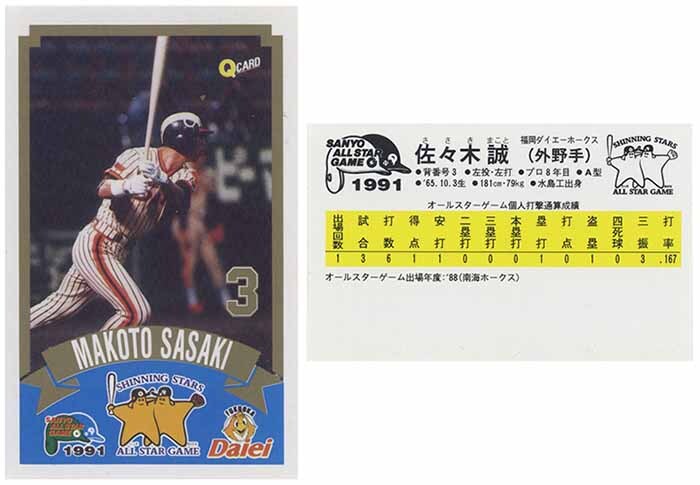 Q CARD
3
MAKOTO SASAKI
SHINNING STARS
ALL STAR GAME
SANYO
ALL STAR
GAME
1991
FUKUOKA
Daiei
SANYO
ALL STAR
GAME
1991
ささき まこと
佐々木 誠
福岡ダイエーホークス
(外野手)
●背番号3 ●左投・左打 ●プロ8年目 ●A型
●'65.10.3生 ●181cm・79kg ●水島工出身
SHINNING STARS
ALL STAR GAME
オールスターゲーム個人打撃通算成績
出場回数 試合 打数 得点 安打 二塁打 三塁打 本塁打 塁打 打点 盗塁 四死球 三振 打率
1 3 6 1 1 0 0 0 1 0 1 0 3 .167
オールスターゲーム出場年度:'88(南海ホークス)